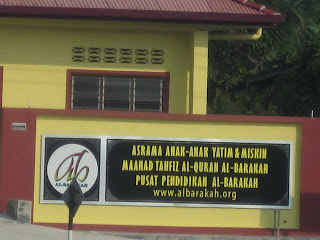 AL-BARAKAH
ASRAMA ANAK-ANAK YATIM & MISKIN
MAAHAD TAHFIZ AL-QURAN AL-BARAKAH
PUSAT PENDIDIKAN AL-BARAKAH
www.albarakah.org